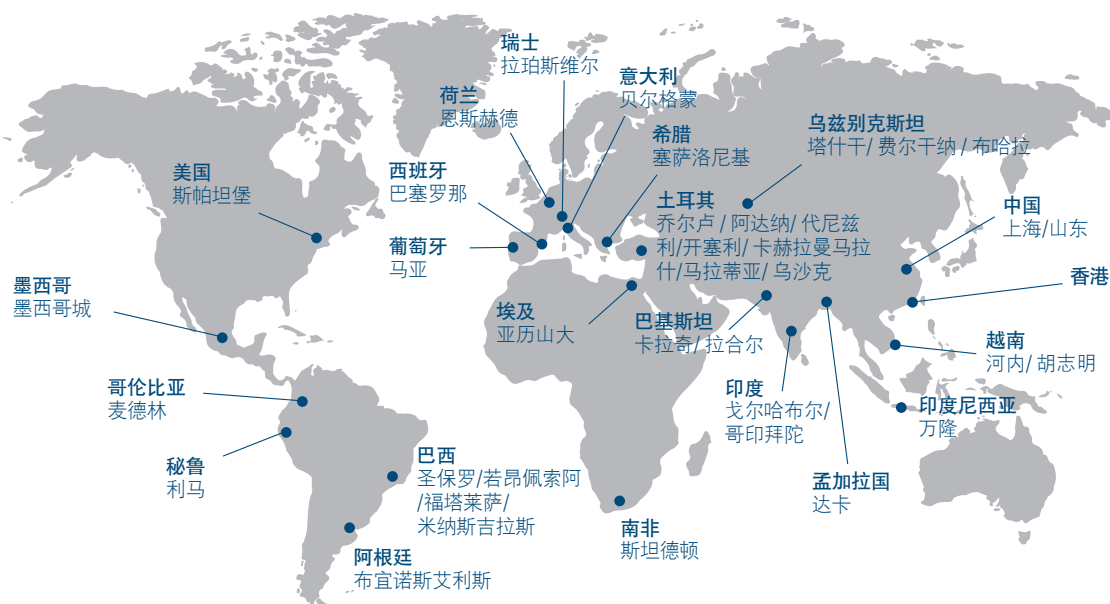 瑞士
拉珀斯维尔
意大利
贝尔格蒙
荷兰
恩斯赫德
希腊
塞萨洛尼基
乌兹别克斯坦
塔什干/ 费尔干纳 / 布哈拉
美国
斯帕坦堡
西班牙
巴塞罗那
土耳其
乔尔卢 / 阿达纳/ 代尼兹
利/开塞利/ 卡赫拉曼马拉
什/马拉蒂亚/ 乌沙克
中国
上海/山东
葡萄牙
马亚
香港
墨西哥
墨西哥城
埃及
亚历山大
巴基斯坦
卡拉奇/ 拉合尔
越南
河内/ 胡志明
哥伦比亚
麦德林
印度
戈尔哈布尔/
哥印拜陀
印度尼西亚
万隆
秘鲁
利马
巴西
圣保罗/若昂佩索阿
/福塔莱萨/
米纳斯吉拉斯
孟加拉国
达卡
南非
斯坦德顿
阿根廷
布宜诺斯艾利斯